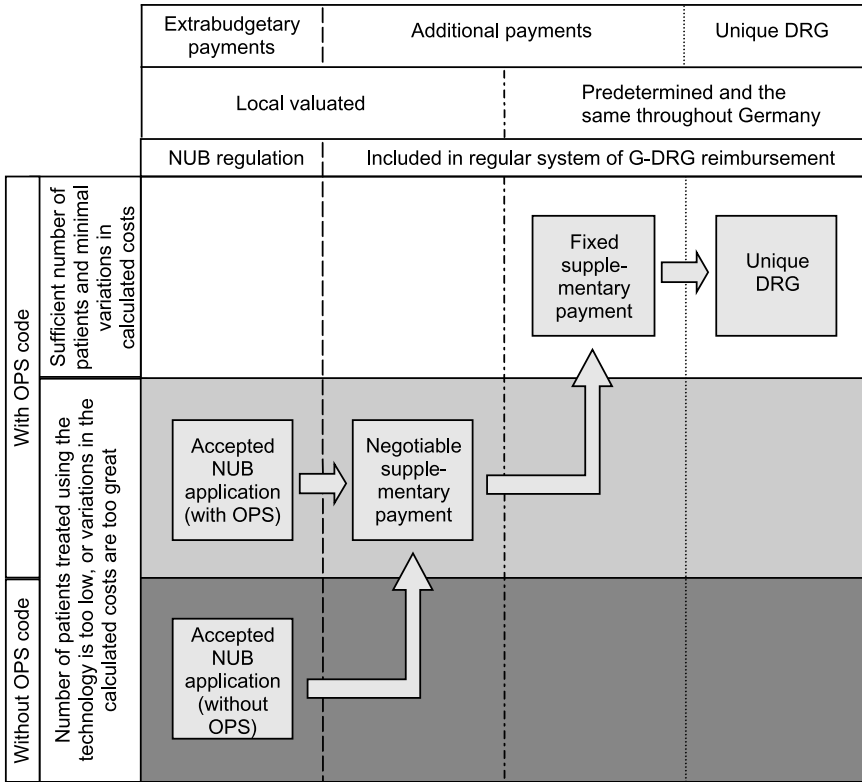 Extrabudgetary
payments
Additional payments
Unique DRG
Local valuated
Predetermined and the
same throughout Germany
NUB regulation
Included in regular system of G-DRG reimbursement
With OPS code
Sufficient number of
patients and minimal
variations in
calculated costs
Fixed
supple-
mentary
payment
Unique
DRG
Number of patients treated using the
technology is too low, or variations in the
calculated costs are too great
Accepted
NUB
application
(with OPS)
Negotiable
supple-
mentary
payment
Without OPS code
Accepted
NUB
application
(without
OPS)